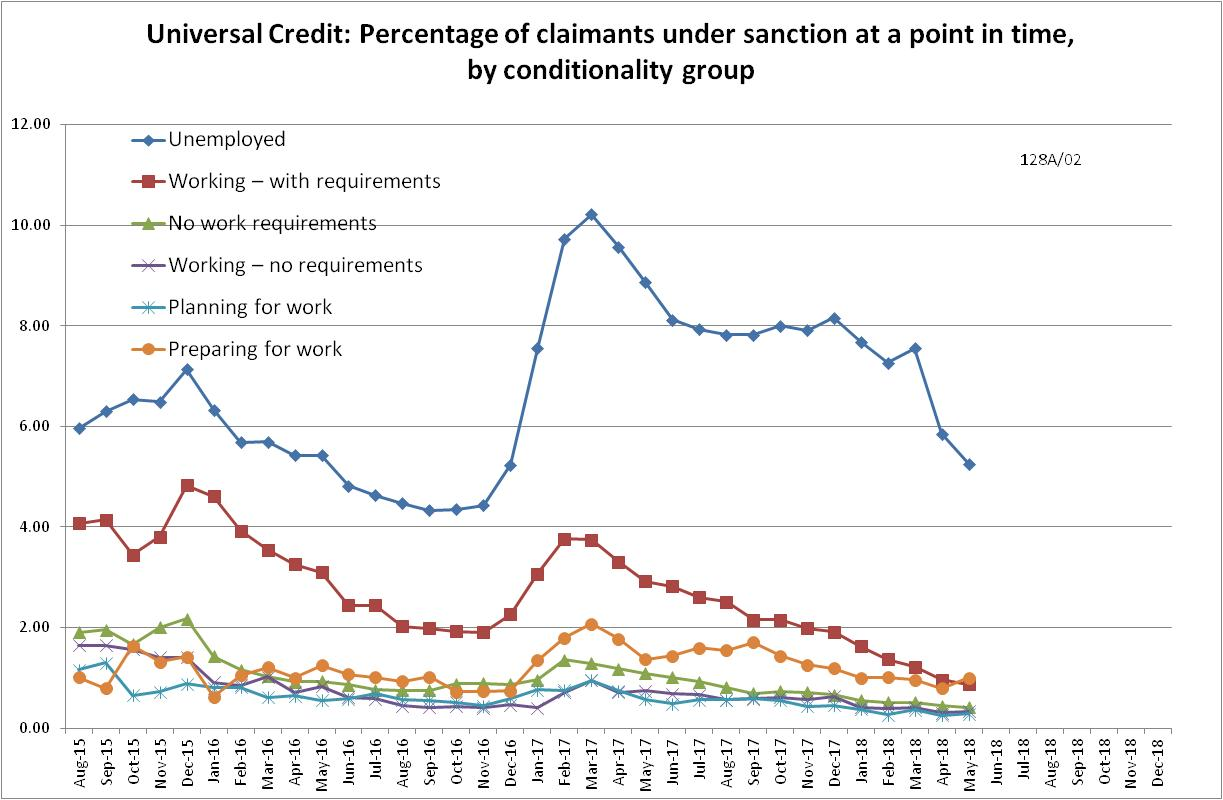 Universal Credit: Percentage of claimants under sanction at a point in time,
by conditionality group
12.00
Unemployed
128A/02
Working – with requirements
10.00
No work requirements
Working – no requirements
Planning for work
8.00
Preparing for work
6.00
4.00
2.00
0.00
Aug-15
Sep-15
Oct-15
Nov-15
Dec-15
Jan-16
Feb-16
Mar-16
Apr-16
May-16
Jun-16
Jul-16
Aug-16
Sep-16
Oct-16
Nov-16
Dec-16
Jan-17
Feb-17
Mar-17
Apr-17
May-17
Jun-17
Jul-17
Aug-17
Sep-17
Oct-17
Nov-17
Dec-17
Jan-18
Feb-18
Mar-18
Apr-18
May-18
Jun-18
Jul-18
Aug-18
Sep-18
Oct-18
Nov-18
Dec-18